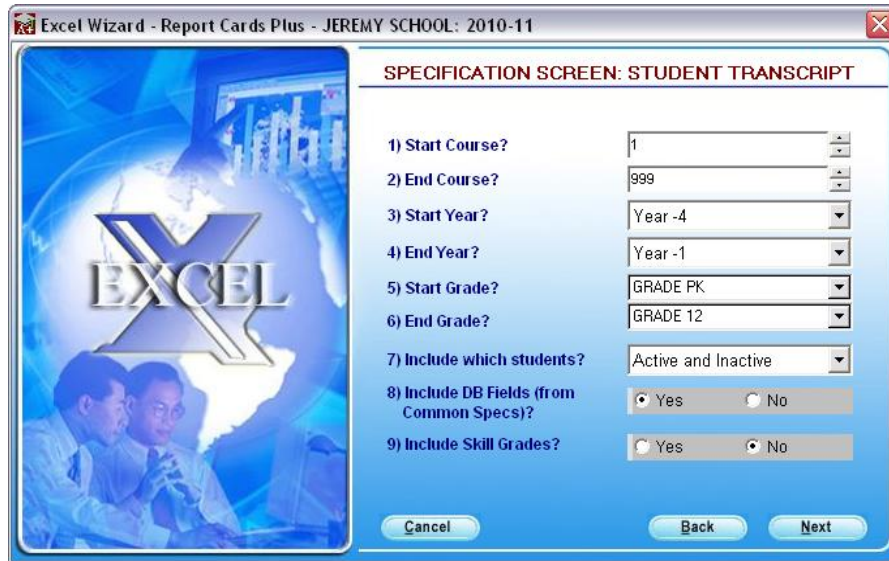 Excel Wizard - Report Cards Plus - JEREMY SCHOOL: 2010-11
SPECIFICATION SCREEN: STUDENT TRANSCRIPT
1) Start Course? 1
2) End Course? 999
3) Start Year? Year -4
4) End Year? Year -1
5) Start Grade? GRADE PK
6) End Grade? GRADE 12
7) Include which students? Active and Inactive
8) Include DB Fields (from
Common Specs)? Yes No
9) Include Skill Grades? Yes No
X
EXCEL
Cancel Back Next